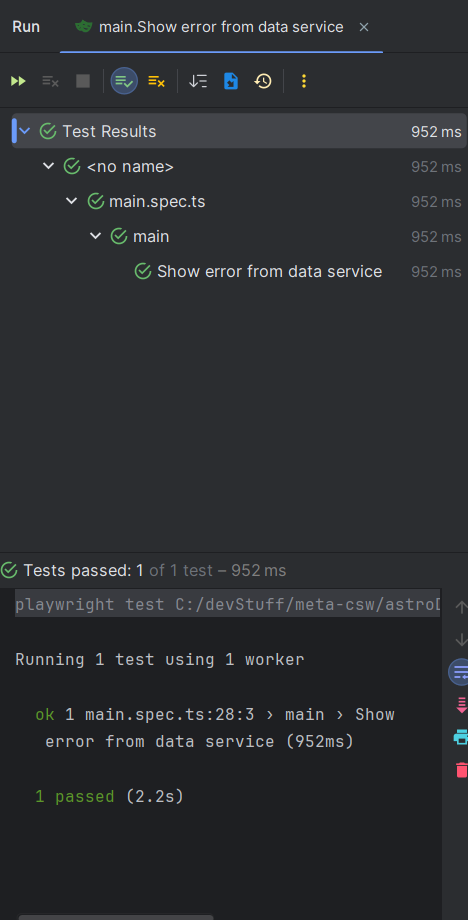 Run main.Show error from data service
Test Results 952 ms
<no name> 952 ms
main.spec.ts 952 ms
main 952 ms
Show error from data service 952 ms
Tests passed: 1 of 1 test – 952 ms
playwright test C:/devStuff/meta-csw/astroD
Running 1 test using 1 worker
ok 1 main.spec.ts:28:3 › main › Show
error from data service (952ms)
1 passed (2.2s)